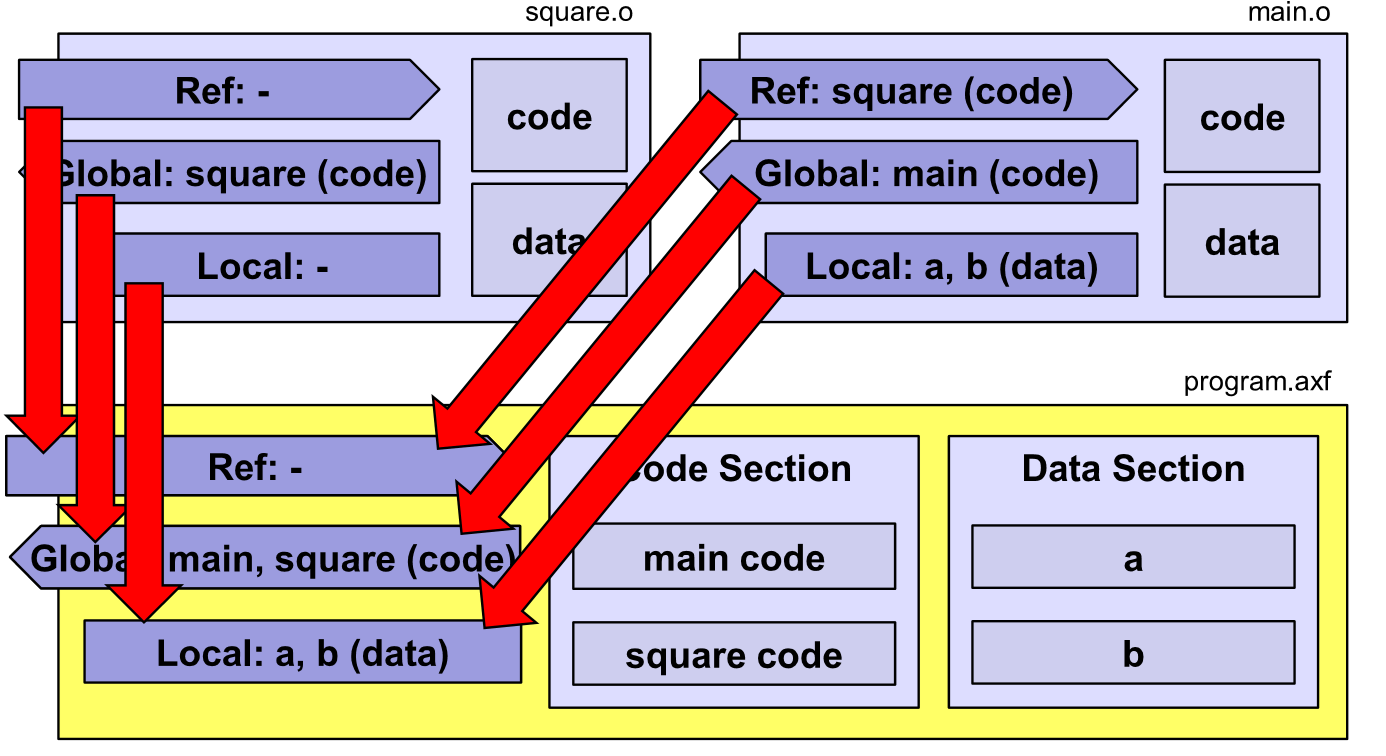 square.o
Ref: -
Global: square (code)
Local: -
code
data
main.o
Ref: square (code)
Global: main (code)
Local: a, b (data)
code
data
program.axf
Ref: -
Global: main, square (code)
Local: a, b (data)
Code Section
main code
square code
Data Section
a
b